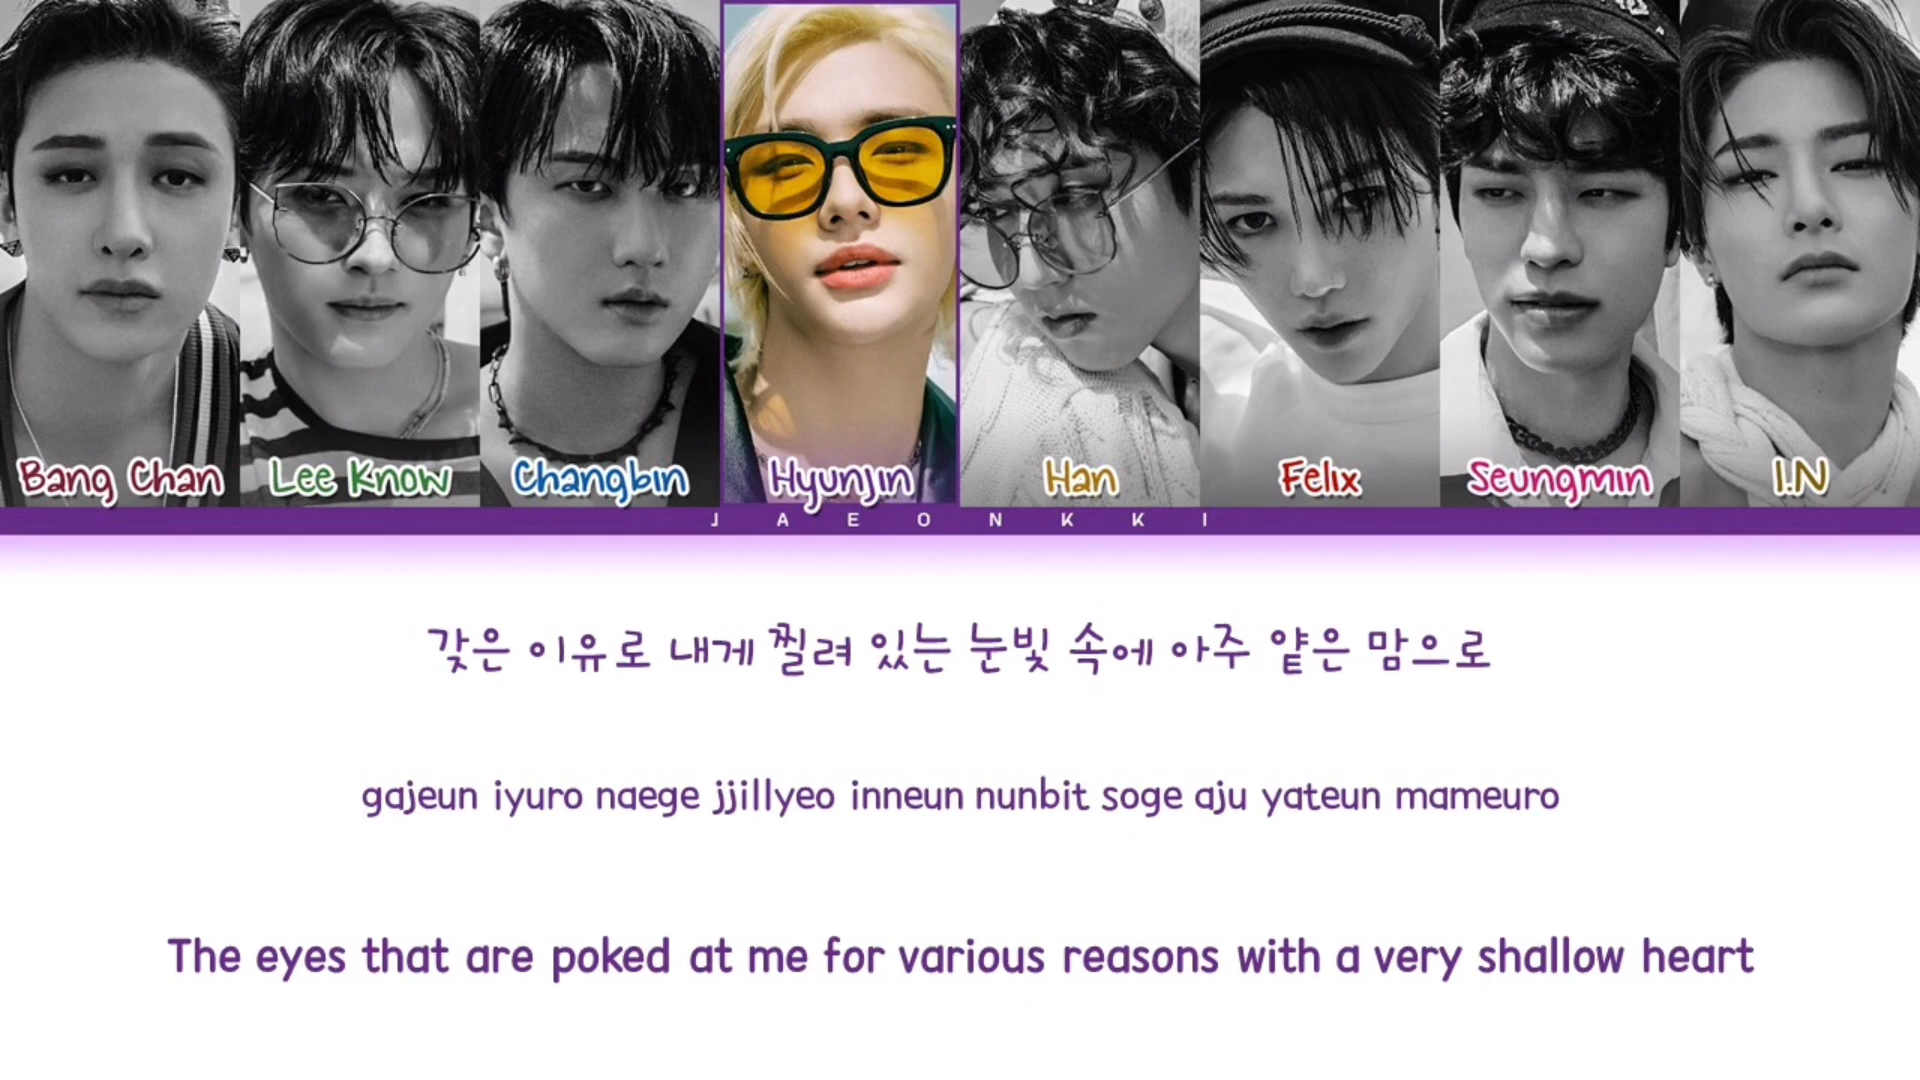 Bang Chan Lee Know Changbin Hyunjin Han Felix Seungmin I.N
JAEONKKI
갖은 이유로 내게 찔려 있는 눈빛 속에 아주 얕은 맘으로
gajeun iyuro naege jjillyeo inneun nunbit soge aju yateun mameuro
The eyes that are poked at me for various reasons with a very shallow heart